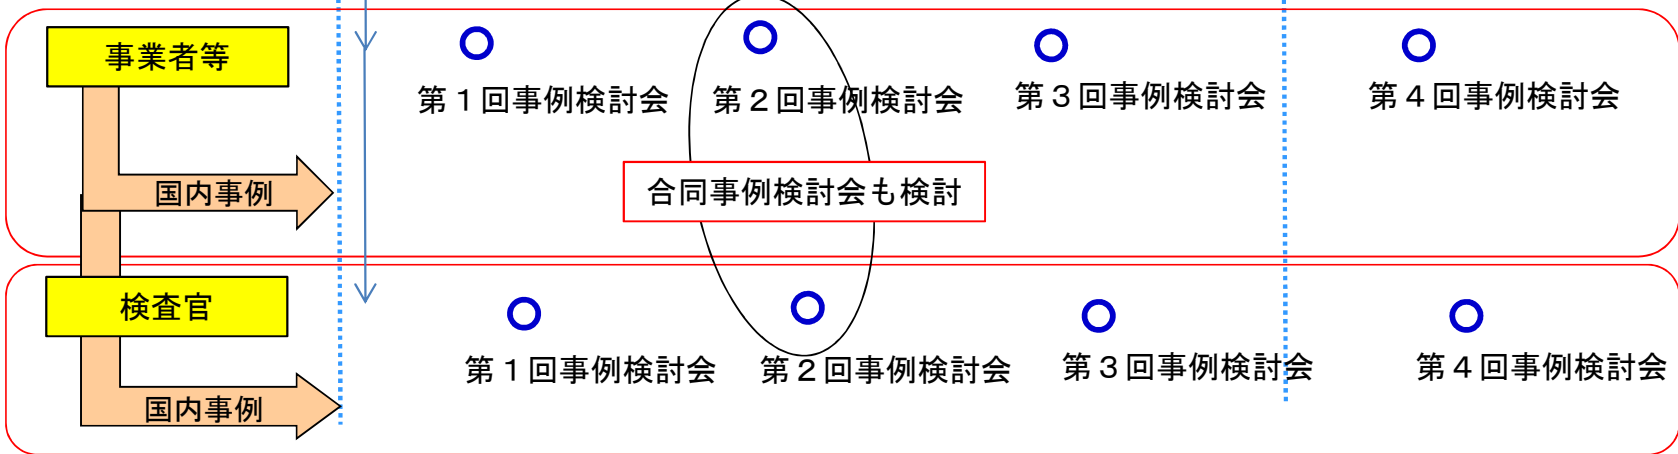 事業者等
第１回事例検討会
第２回事例検討会
第３回事例検討会
第４回事例検討会
国内事例
合同事例検討会も検討
検査官
第１回事例検討会
第２回事例検討会
第３回事例検討会
第４回事例検討会
国内事例